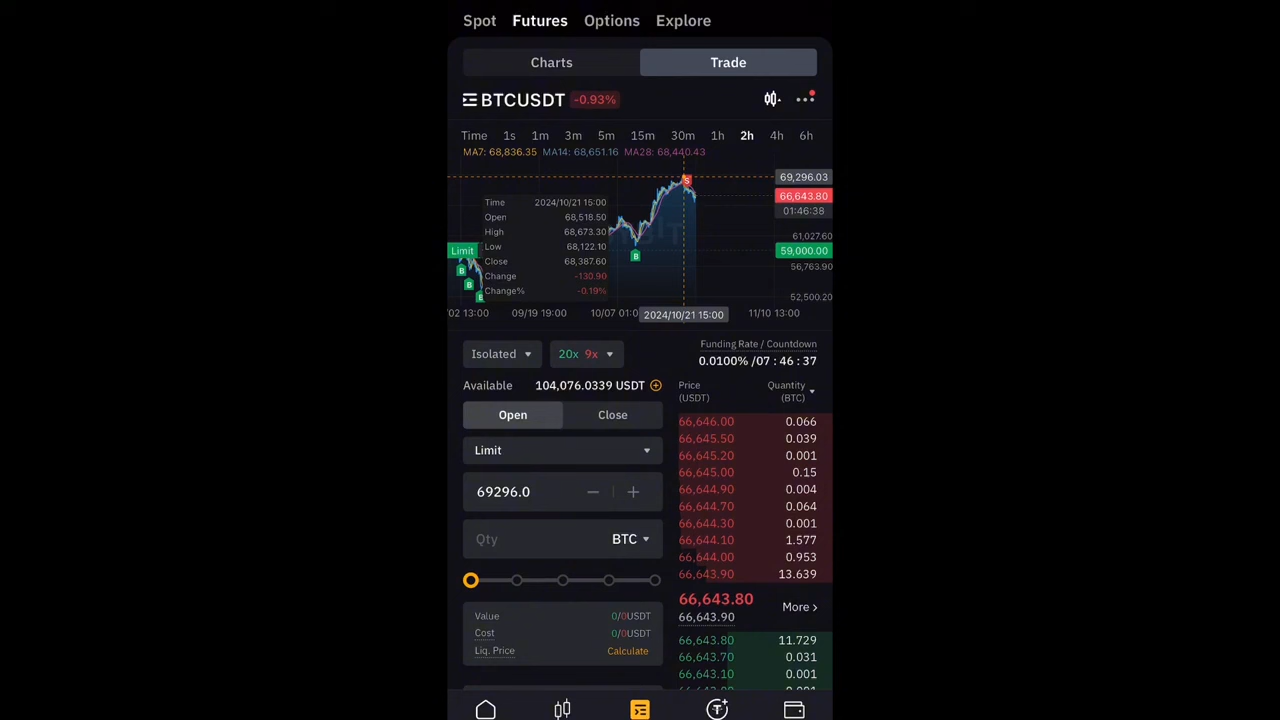 Spot Futures Options Explore
Charts Trade
BTCUSDT -0.93%
Time 1s 1m 3m 5m 15m 30m 1h 2h 4h 6h
MA7: 68,836.35 MA14: 68,651.16 MA28: 68,440.43
69,296.03
66,643.80
01:46:38
61,027.60
59,000.00
56,763.90
52,500.20
Time 2024/10/21 15:00
Open 68,518.50
High 68,673.30
Low 68,122.10
Close 68,387.60
Change -130.90
Change% -0.19%
Limit
B
B
B
B
S
/02 13:00 09/19 19:00 10/07 01:0 2024/10/21 15:00 11/10 13:00
Isolated 20x 9x
Funding Rate / Countdown
0.0100% /07 : 46 : 37
Available 104,076.0339 USDT
Open Close
Limit
69296.0
Qty BTC
Value 0/0USDT
Cost 0/0USDT
Liq. Price Calculate
Price Quantity
(USDT) (BTC)
66,646.00 0.066
66,645.50 0.039
66,645.20 0.001
66,645.00 0.15
66,644.90 0.004
66,644.70 0.064
66,644.30 0.001
66,644.10 1.577
66,644.00 0.953
66,643.90 13.639
66,643.80
66,643.90
More >
66,643.80 11.729
66,643.70 0.031
66,643.10 0.001